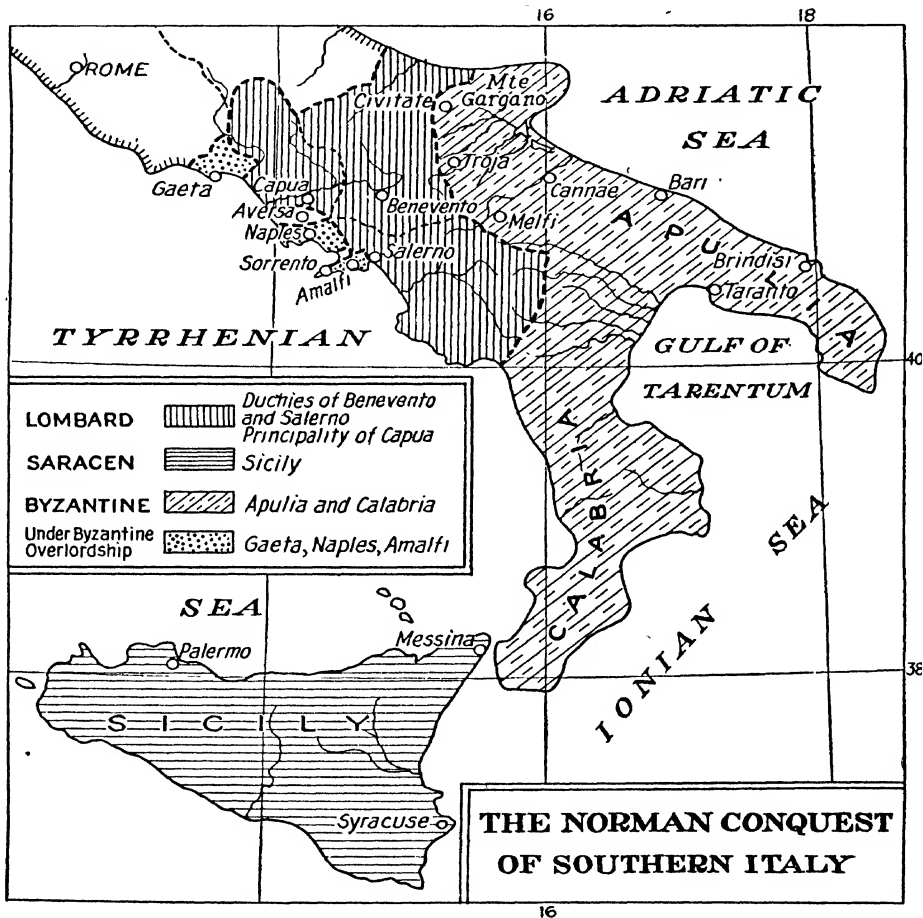 16
18
ROME
Civitate
Mte
Gargano
ADRIATIC
SEA
Troja
Gaeta
Capua
Aversa
Naples
Benevento
Cannae
Bari
Melfi
APULIA
Sorrento
Amalfi
Salerno
Brindisi
Taranto
TYRRHENIAN
GULF OF
TARENTUM
40
LOMBARD
Duchies of Benevento
and Salerno
Principality of Capua
SARACEN
Sicily
BYZANTINE
Apulia and Calabria
Under Byzantine
Overlordship
Gaeta, Naples, Amalfi
CALABRIA
SEA
IONIAN SEA
Palermo
Messina
38
SICILY
Syracuse
THE NORMAN CONQUEST
OF SOUTHERN ITALY
16